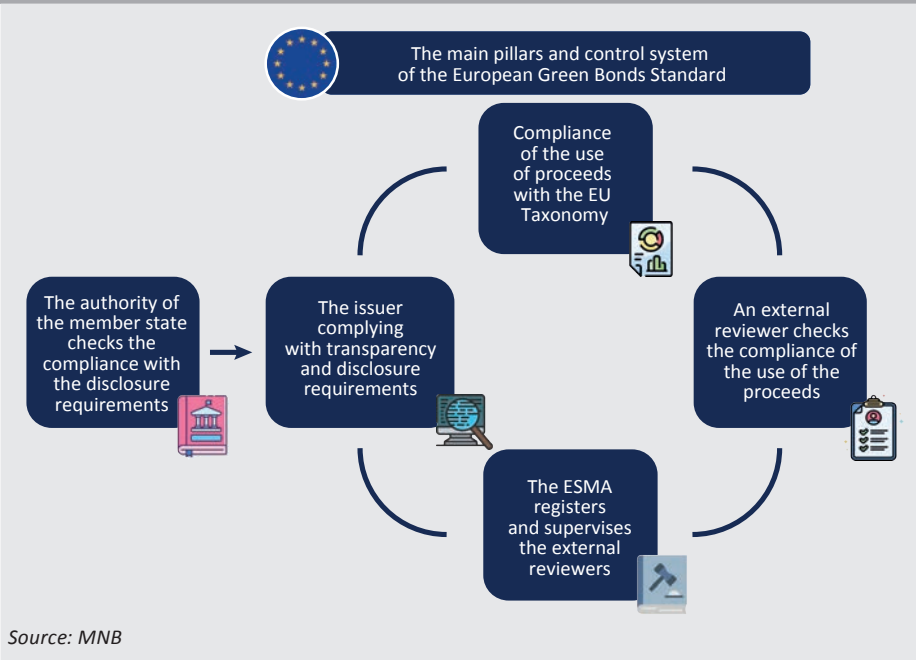 The main pillars and control system
of the European Green Bonds Standard
Compliance
of the use
of proceeds
with the EU
Taxonomy
The authority of
the member state
checks the
compliance with
the disclosure
requirements
The issuer
complying
with transparency
and disclosure
requirements
An external
reviewer checks
the compliance of
the use of the
proceeds
The ESMA
registers
and supervises
the external
reviewers
Source: MNB